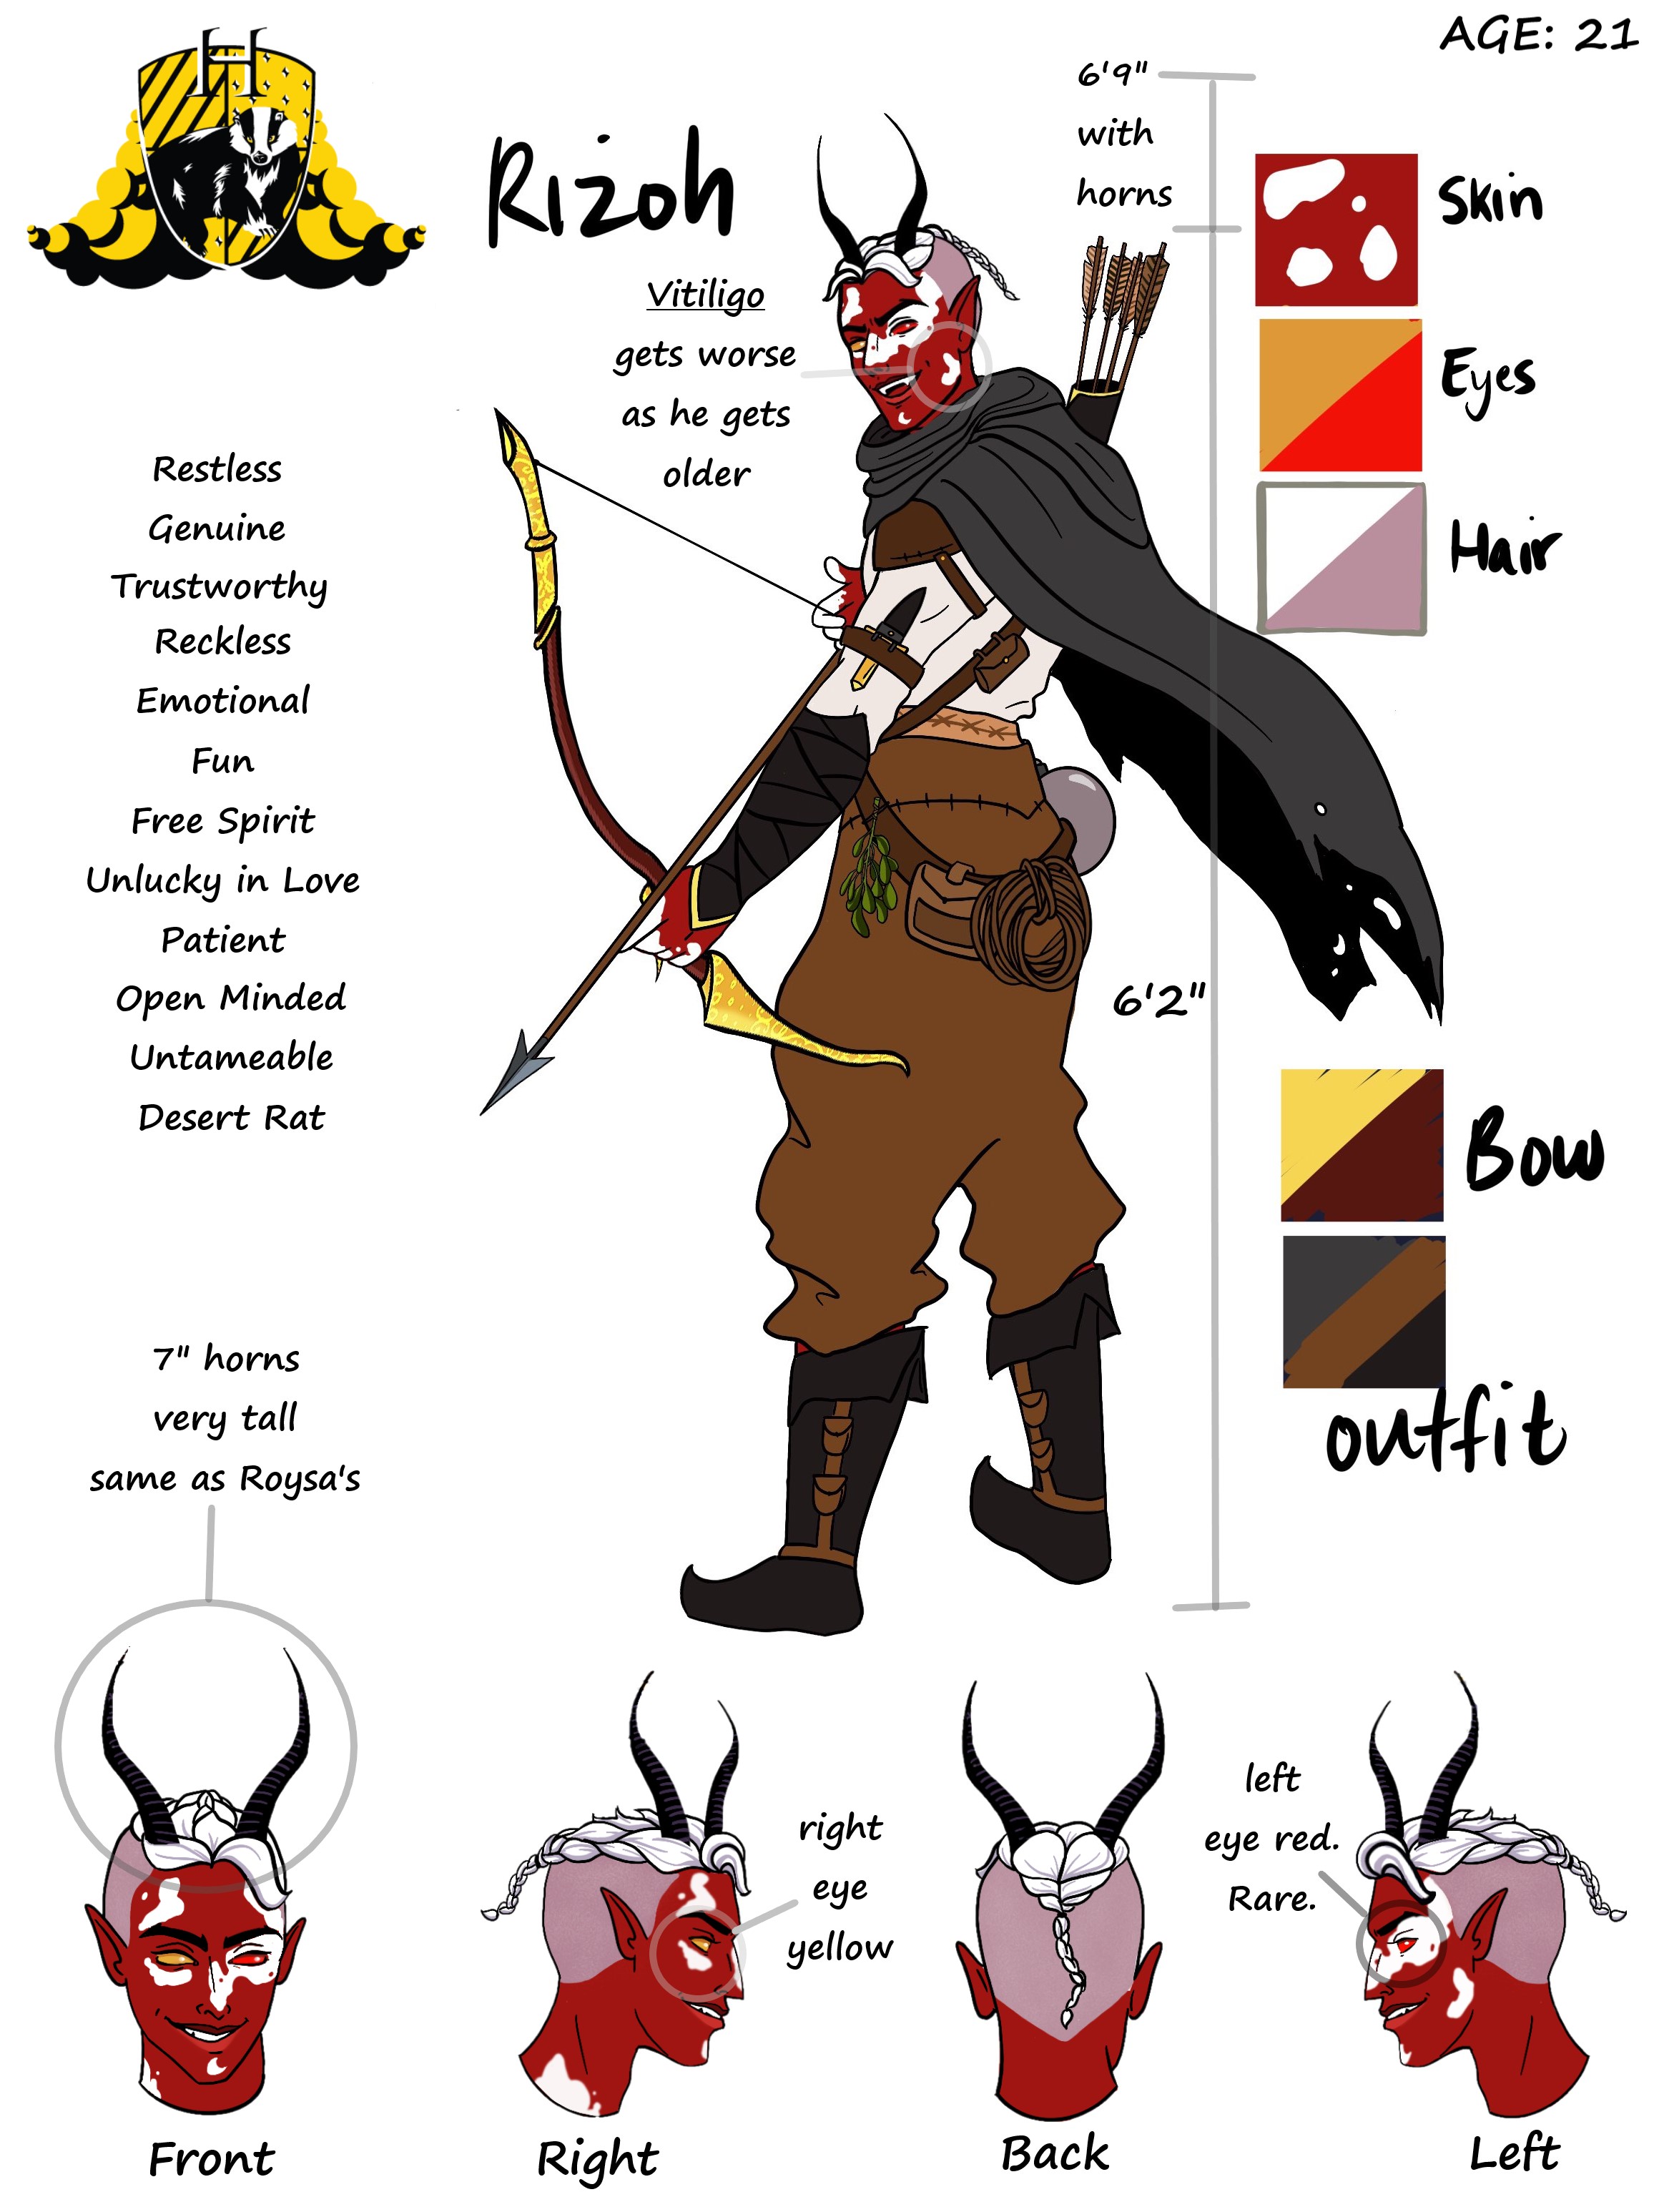 AGE: 21
H
Rizoh
6'9"
with
horns
Skin
Vitiligo
gets worse
as he gets
older
Eyes
Hair
Restless
Genuine
Trustworthy
Reckless
Emotional
Fun
Free Spirit
Unlucky in Love
Patient
Open Minded
Untameable
Desert Rat
6'2"
Bow
outfit
7" horns
very tall
same as Roysa's
right
eye
yellow
left
eye red.
Rare.
Front
Right
Back
Left